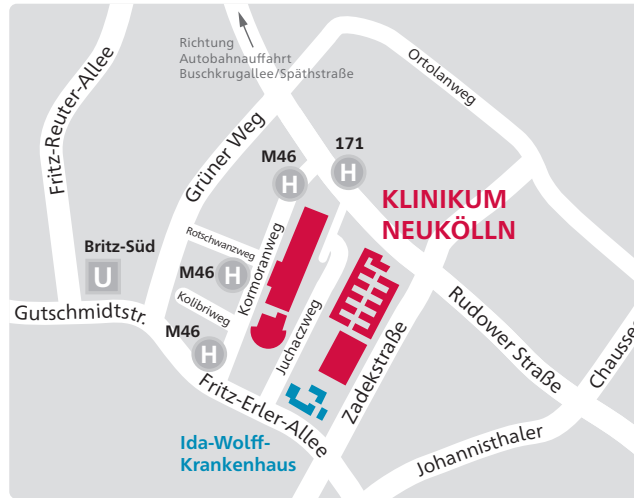 Richtung
Autobahnauffahrt
Buschkrugallee/Späthstraße
Fritz-Reuter-Allee
Ortolanweg
Grüner Weg
171
H
M46
H
KLINIKUM
NEUKÖLLN
Rotschwanzweg
Britz-Süd
U
M46
H
Kormoranweg
Kolibriweg
Gutschmidtstr.
M46
H
Juchaczweg
Rudower Straße
Chaussee
Zadekstraße
Fritz-Erler-Allee
Ida-Wolff-
Krankenhaus
Johannisthaler